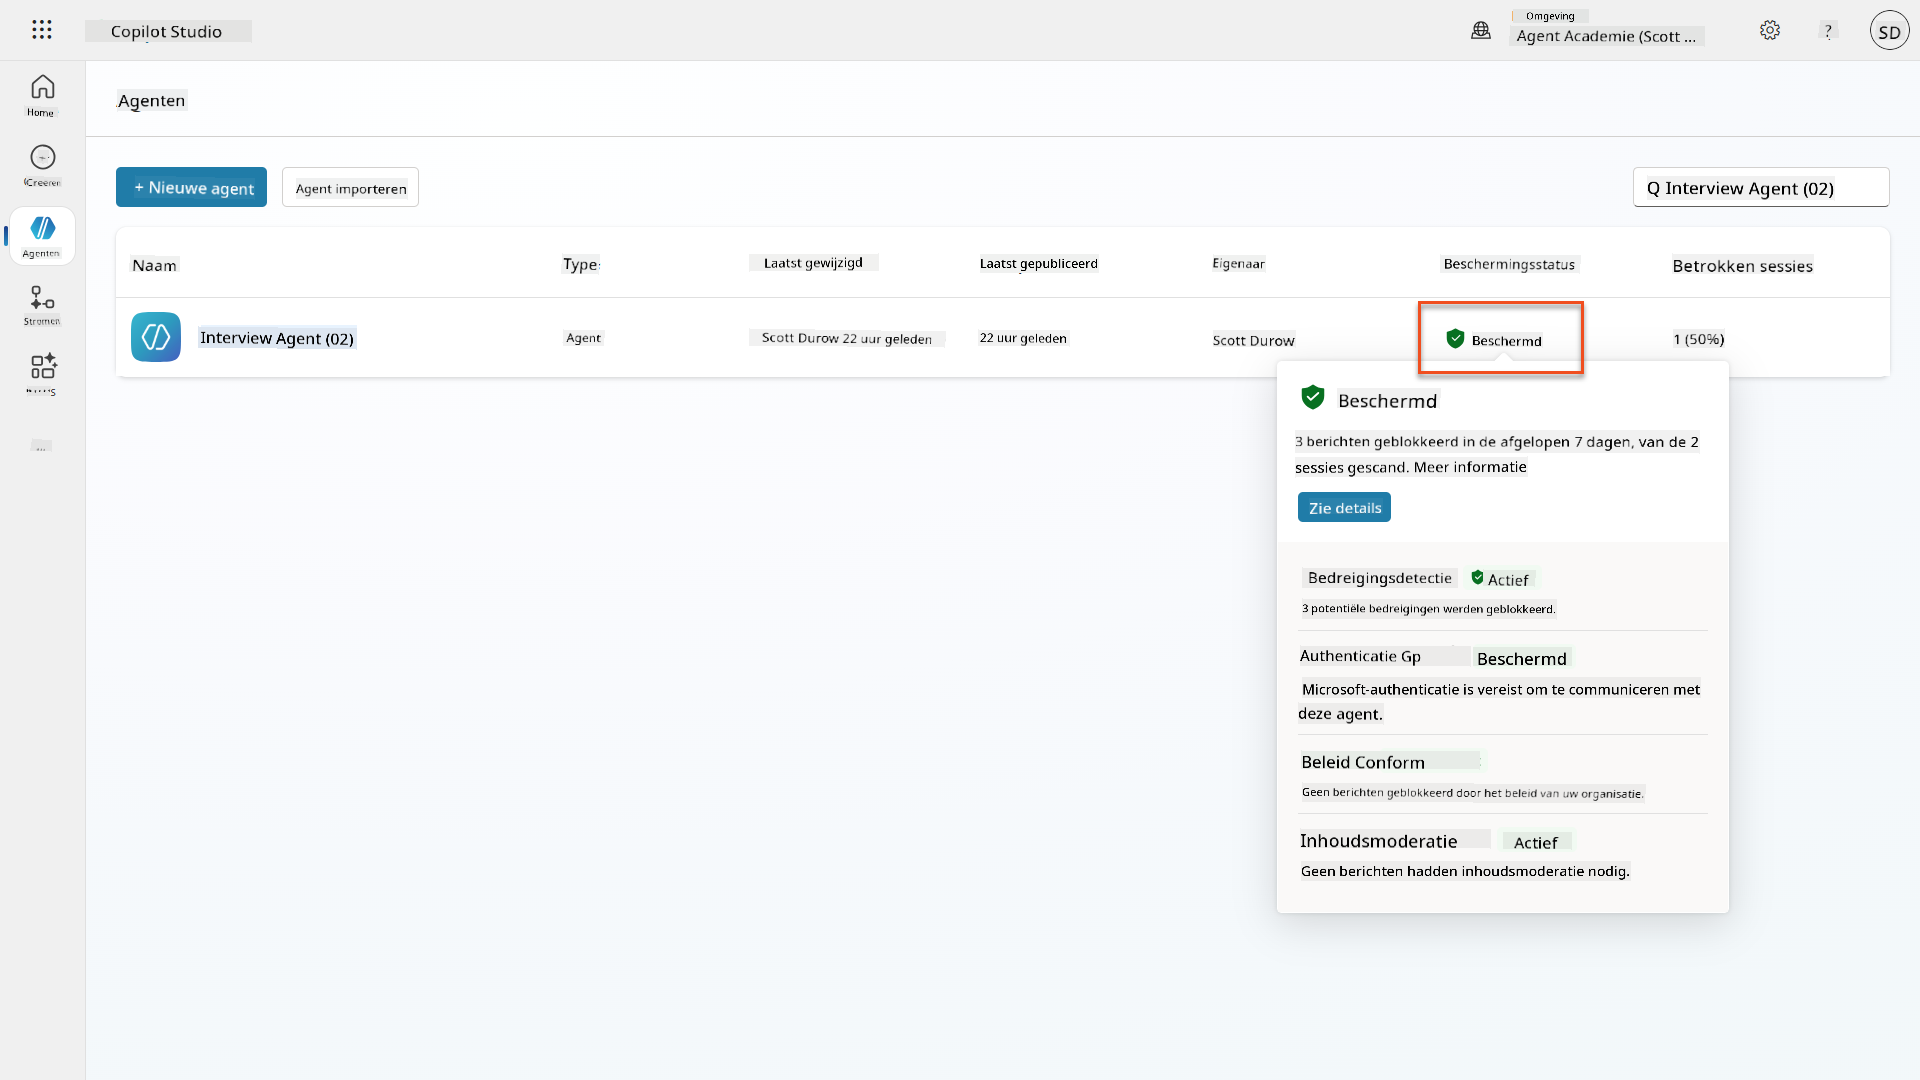 Copilot Studio
Omgeving
Agent Academie (Scott ...
?
SD
Home
Creëren
Agenten
Stromen
...
Agenten
+ Nieuwe agent
Agent importeren
Q Interview Agent (02)
Naam
Type
Laatst gewijzigd
Laatst gepubliceerd
Eigenaar
Beschermingsstatus
Betrokken sessies
Interview Agent (02)
Agent
Scott Durow 22 uur geleden
22 uur geleden
Scott Durow
Beschermd
1 (50%)
Beschermd
3 berichten geblokkeerd in de afgelopen 7 dagen, van de 2
sessies gescand. Meer informatie
Zie details
Bedreigingsdetectie
Actief
3 potentiële bedreigingen werden geblokkeerd.
Authenticatie Gp
Beschermd
Microsoft-authenticatie is vereist om te communiceren met
deze agent.
Beleid Conform
Geen berichten geblokkeerd door het beleid van uw organisatie.
Inhoudsmoderatie
Actief
Geen berichten hadden inhoudsmoderatie nodig.